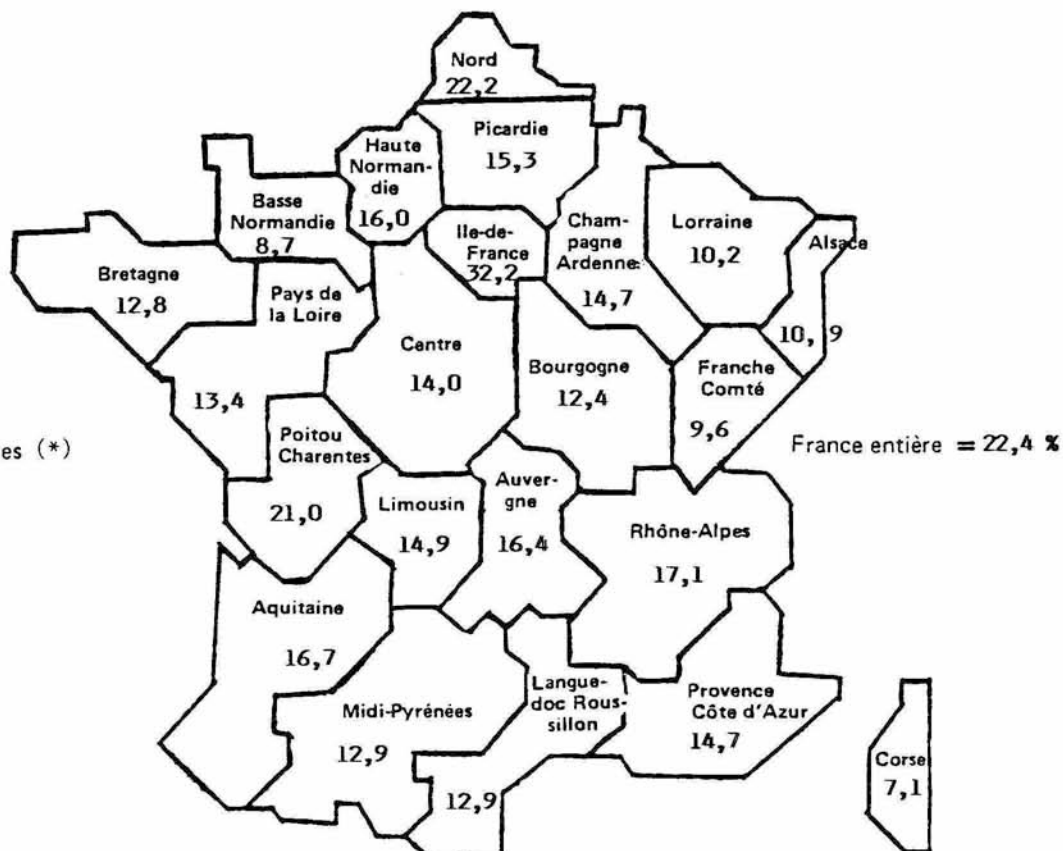 Nord
22,2
Picardie
15,3
Haute
Norman-
die
16,0
Basse
Normandie
8,7
Ile-de-
France
32,2
Cham-
pagne
Ardenne
14,7
Lorraine
10,2
Alsace
10,9
Bretagne
12,8
Pays de
la Loire
13,4
Centre
14,0
Bourgogne
12,4
Franche
Comté
9,6
es (*)
France entière = 22,4 %
Poitou
Charentes
21,0
Limousin
14,9
Auver-
gne
16,4
Rhône-Alpes
17,1
Aquitaine
16,7
Midi-Pyrénées
12,9
Langue-
doc Rous-
sillon
12,9
Provence
Côte d'Azur
14,7
Corse
7,1